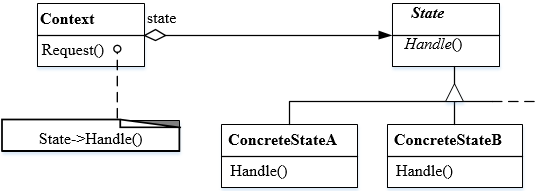 Context
state
State
Request()
Handle()
State->Handle()
ConcreteStateA
ConcreteStateB
Handle()
Handle()